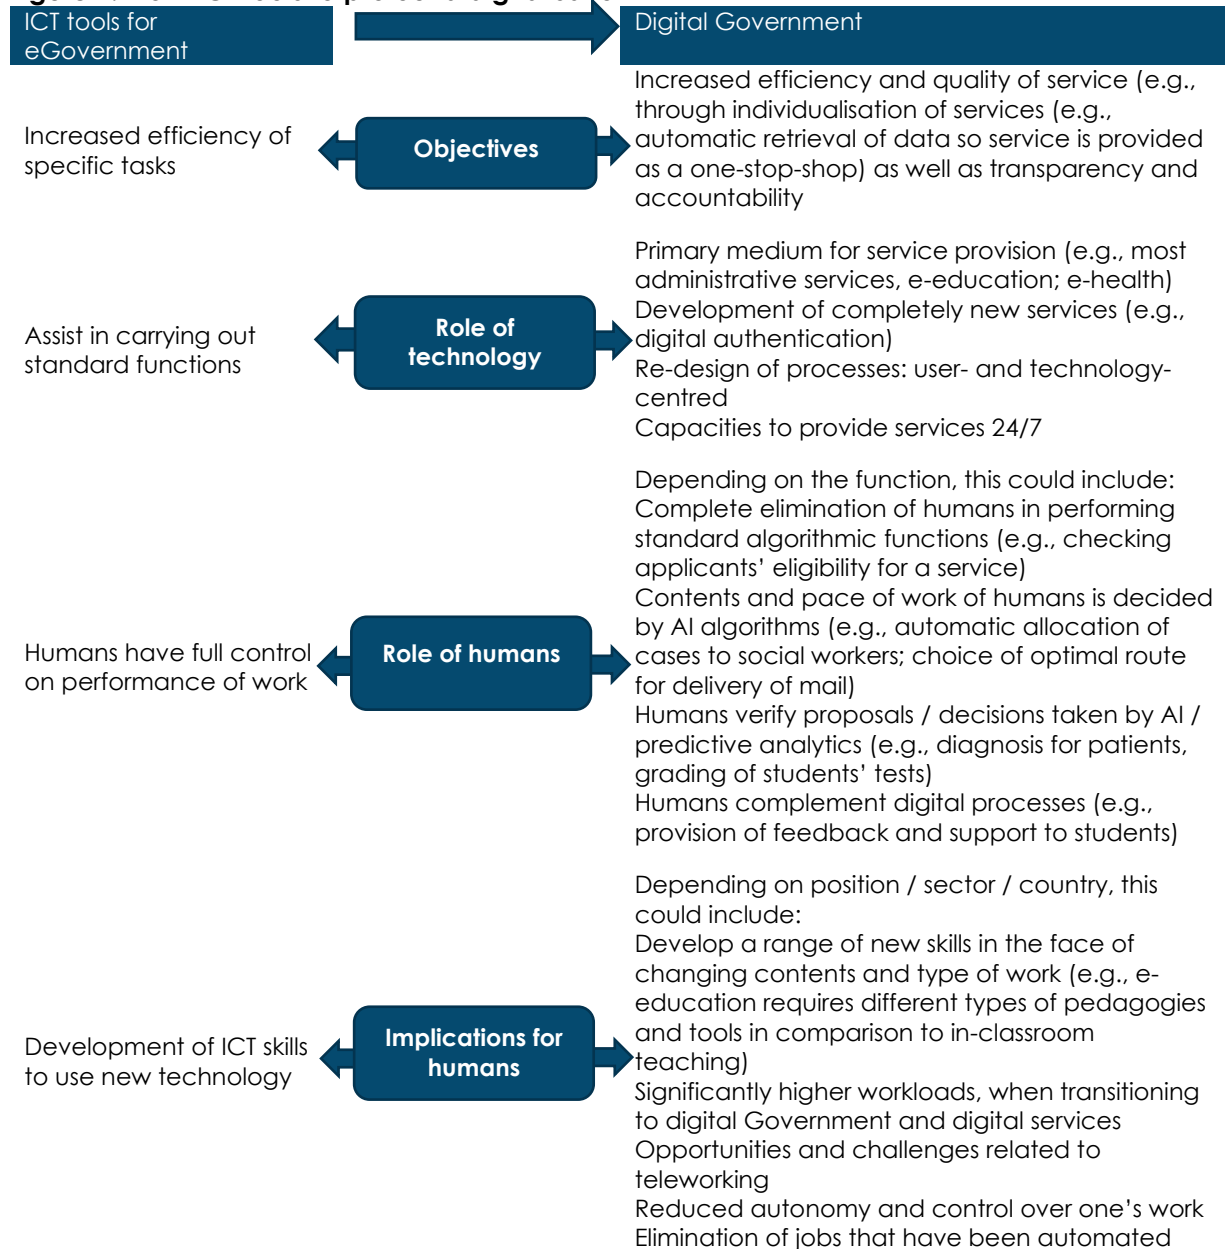 ICT tools for
eGovernment
Digital Government
Increased efficiency of
specific tasks
Objectives
Increased efficiency and quality of service (e.g.,
through individualisation of services (e.g.,
automatic retrieval of data so service is provided
as a one-stop-shop) as well as transparency and
accountability
Assist in carrying out
standard functions
Role of
technology
Primary medium for service provision (e.g., most
administrative services, e-education; e-health)
Development of completely new services (e.g.,
digital authentication)
Re-design of processes: user- and technology-
centred
Capacities to provide services 24/7
Humans have full control
on performance of work
Role of humans
Depending on the function, this could include:
Complete elimination of humans in performing
standard algorithmic functions (e.g., checking
applicants’ eligibility for a service)
Contents and pace of work of humans is decided
by AI algorithms (e.g., automatic allocation of
cases to social workers; choice of optimal route
for delivery of mail)
Humans verify proposals / decisions taken by AI /
predictive analytics (e.g., diagnosis for patients,
grading of students’ tests)
Humans complement digital processes (e.g.,
provision of feedback and support to students)
Development of ICT skills
to use new technology
Implications for
humans
Depending on position / sector / country, this
could include:
Develop a range of new skills in the face of
changing contents and type of work (e.g., e-
education requires different types of pedagogies
and tools in comparison to in-classroom
teaching)
Significantly higher workloads, when transitioning
to digital Government and digital services
Opportunities and challenges related to
teleworking
Reduced autonomy and control over one’s work
Elimination of jobs that have been automated